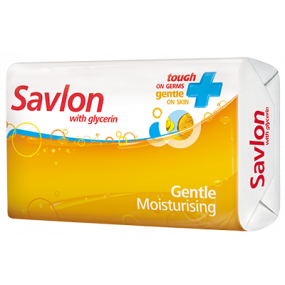 Savlon
with glycerin
tough
ON GERMS
gentle
ON SKIN
Gentle
Moisturising
Savlon
with glycerin